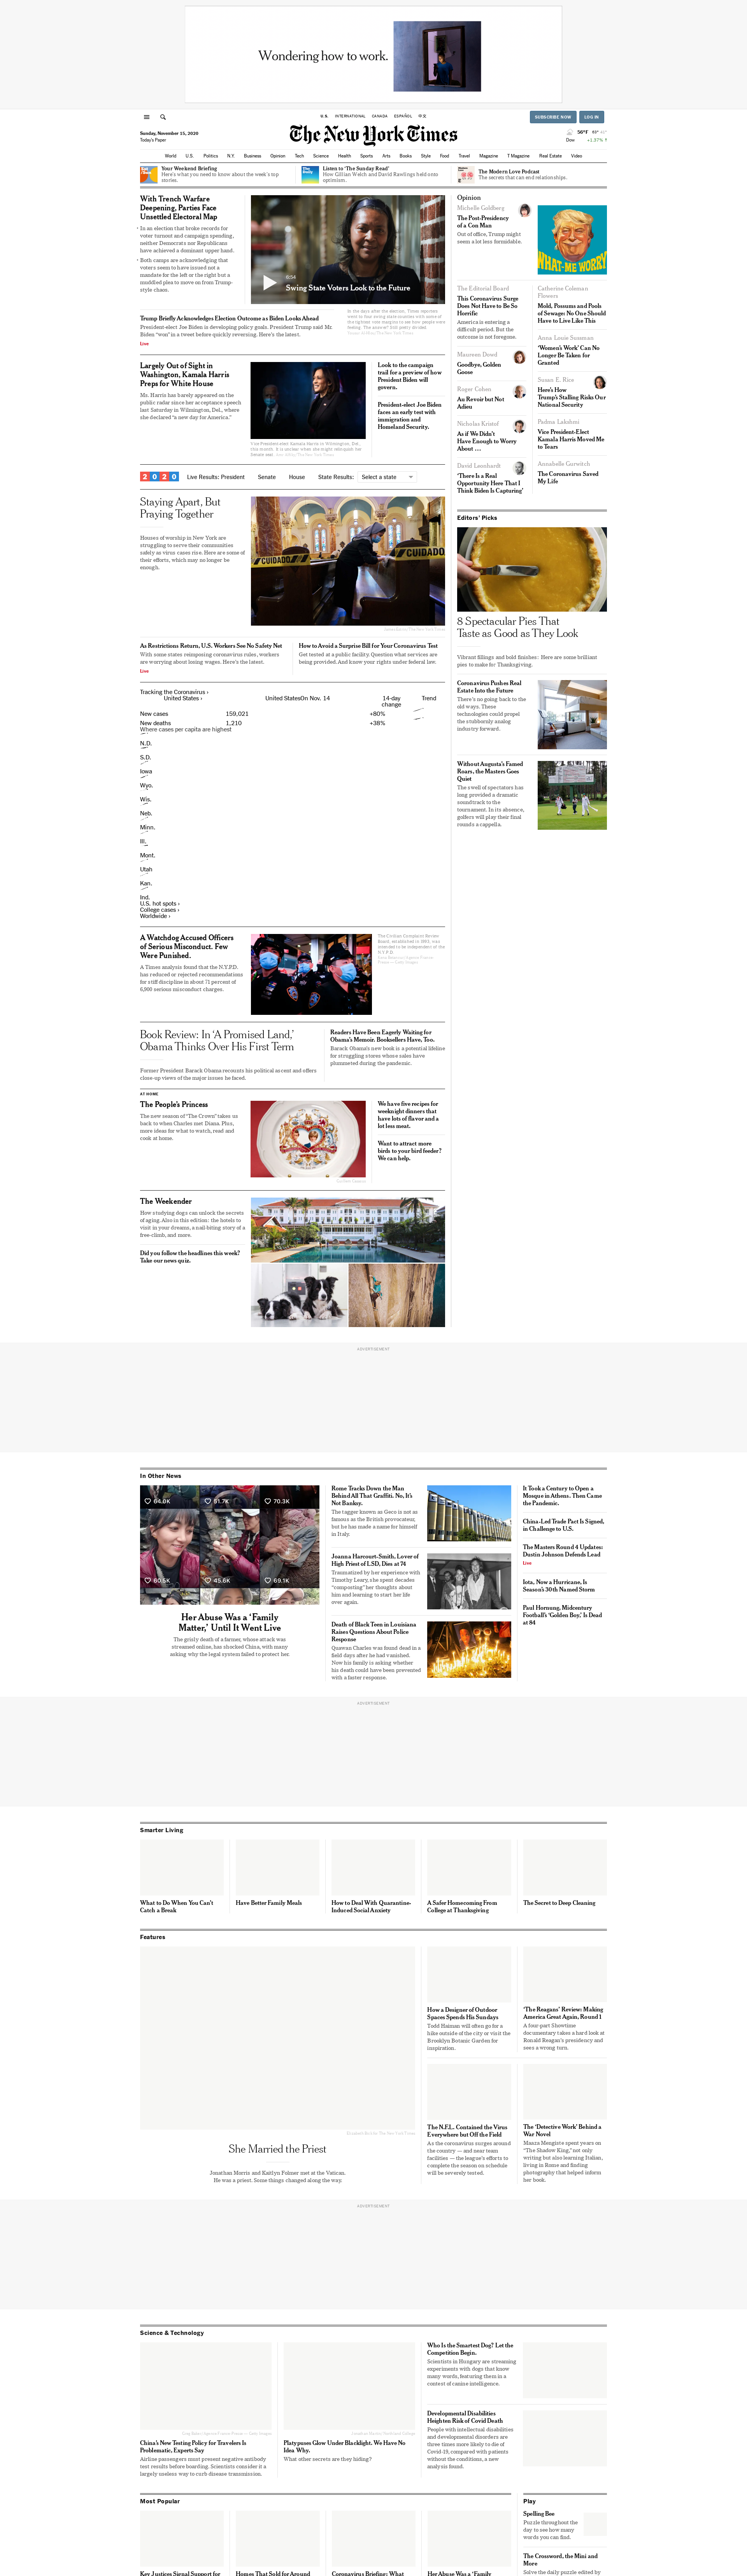 Wondering how to work.
U.S. INTERNATIONAL CANADA ESPAÑOL 中文
SUBSCRIBE NOW LOG IN
The New York Times
Sunday, November 15, 2020
Today's Paper
56°F
Dow +1.37% ↑
World U.S. Politics N.Y. Business Opinion Tech Science Health Sports Arts Books Style Food Travel Magazine T Magazine Real Estate Video
Your Weekend Briefing
Here's what you need to know about the week's top
stories.
Listen to 'The Sunday Read'
How Gillian Welch and David Rawlings held onto
optimism.
The Modern Love Podcast
The secrets that can end relationships.
With Trench Warfare
Deepening, Parties Face
Unsettled Electoral Map
• In an election that broke records for
voter turnout and campaign spending,
neither Democrats nor Republicans
have achieved a dominant upper hand.
• Both camps are acknowledging that
voters seem to have issued not a
mandate for the left or the right but a
muddled plea to move on from Trump-
style chaos.
Swing State Voters Look to the Future
Trump Briefly Acknowledges Election Outcome as Biden Looks Ahead
President-elect Joe Biden is developing policy goals. President Trump said Mr.
Biden "won" in a tweet before quickly reversing. Here's the latest.
Live
Largely Out of Sight in
Washington, Kamala Harris
Preps for White House
Ms. Harris has barely appeared on the
public radar since her acceptance speech
last Saturday in Wilmington, Del., where
she declared "a new day for America."
Look to the campaign
trail for a preview of how
President Biden will
govern.
President-elect Joe Biden
faces an early test with
immigration and
Homeland Security.
2020 Live Results: President Senate House State Results: Select a state
Staying Apart, But
Praying Together
Houses of worship in New York are
struggling to serve their communities
safely as virus cases rise. Here are some of
their efforts, which may no longer be
enough.
CUIDADO CUIDADO
As Restrictions Return, U.S. Workers See No Safety Net
With some states reimposing coronavirus rules, workers
are worrying about losing wages. Here's the latest.
Live
How to Avoid a Surprise Bill for Your Coronavirus Test
Get tested at a public facility. Question what services are
being provided. And know your rights under federal law.
Tracking the Coronavirus ›
United States › United StatesOn Nov. 14 14-day
change Trend
New cases 159,021 +80%
New deaths 1,210 +38%
Where cases per capita are highest
N.D.
S.D.
Iowa
Wyo.
Wis.
Neb.
Minn.
Ill.
Mont.
Utah
Kan.
Ind.
U.S. hot spots ›
College cases ›
Worldwide ›
A Watchdog Accused Officers
of Serious Misconduct. Few
Were Punished.
A Times analysis found that the N.Y.P.D.
has reduced or rejected recommendations
for stiff discipline in about 71 percent of
6,900 serious misconduct charges.
The Civilian Complaint Review
Board, established in 1993, was
intended to be independent of the
N.Y.P.D.
Book Review: In 'A Promised Land,'
Obama Thinks Over His First Term
Former President Barack Obama recounts his political ascent and offers
close-up views of the major issues he faced.
Readers Have Been Eagerly Waiting for
Obama's Memoir. Booksellers Have, Too.
Barack Obama's new book is a potential lifeline
for struggling stores whose sales have
plummeted during the pandemic.
AT HOME
The People's Princess
The new season of "The Crown" takes us
back to when Charles met Diana. Plus,
more ideas for what to watch, read and
cook at home.
We have five recipes for
weeknight dinners that
have lots of flavor and a
lot less meat.
Want to attract more
birds to your bird feeder?
We can help.
The Weekender
How studying dogs can unlock the secrets
of aging. Also in this edition: the hotels to
visit in your dreams, a nail-biting story of a
free-climb, and more.
Did you follow the headlines this week?
Take our news quiz.
Opinion
Michelle Goldberg
The Post-Presidency
of a Con Man
Out of office, Trump might
seem a lot less formidable.
WHAT-ME WORRY
The Editorial Board
This Coronavirus Surge
Does Not Have to Be So
Horrific
America is entering a
difficult period. But the
outcome is not foregone.
Maureen Dowd
Goodbye, Golden
Goose
Roger Cohen
Au Revoir but Not
Adieu
Nicholas Kristof
As if We Didn't
Have Enough to Worry
About …
David Leonhardt
'There Is a Real
Opportunity Here That I
Think Biden Is Capturing'
Catherine Coleman
Flowers
Mold, Possums and Pools
of Sewage: No One Should
Have to Live Like This
Anna Louie Sussman
'Women's Work' Can No
Longer Be Taken for
Granted
Susan E. Rice
Here's How
Trump's Stalling Risks Our
National Security
Padma Lakshmi
Vice President-Elect
Kamala Harris Moved Me
to Tears
Annabelle Gurwitch
The Coronavirus Saved
My Life
Editors' Picks
8 Spectacular Pies That
Taste as Good as They Look
Vibrant fillings and bold finishes: Here are some brilliant
pies to make for Thanksgiving.
Coronavirus Pushes Real
Estate Into the Future
There's no going back to the
old ways. These
technologies could propel
the stubbornly analog
industry forward.
Without Augusta's Famed
Roars, the Masters Goes
Quiet
The swell of spectators has
long provided a dramatic
soundtrack to the
tournament. In its absence,
golfers will play their final
rounds a cappella.
ADVERTISEMENT
In Other News
64.0K 51.7K 70.3K
60.5K 45.6K 69.1K
Her Abuse Was a 'Family
Matter,' Until It Went Live
The grisly death of a farmer, whose attack was
streamed online, has shocked China, with many
asking why the legal system failed to protect her.
Rome Tracks Down the Man
Behind All That Graffiti. No, It's
Not Banksy.
The tagger known as Geco is not as
famous as the British provocateur,
but he has made a name for himself
in Italy.
Joanna Harcourt-Smith, Lover of
High Priest of LSD, Dies at 74
Traumatized by her experience with
Timothy Leary, she spent decades
"composting" her thoughts about
him and learning to start her life
over again.
Death of Black Teen in Louisiana
Raises Questions About Police
Response
Quawan Charles was found dead in a
field days after he had vanished.
Now his family is asking whether
his death could have been prevented
with a faster response.
It Took a Century to Open a
Mosque in Athens. Then Came
the Pandemic.
China-Led Trade Pact Is Signed,
in Challenge to U.S.
The Masters Round 4 Updates:
Dustin Johnson Defends Lead
Live
Iota, Now a Hurricane, Is
Season's 30th Named Storm
Paul Hornung, Midcentury
Football's 'Golden Boy,' Is Dead
at 84
ADVERTISEMENT
Smarter Living
What to Do When You Can't
Catch a Break
Have Better Family Meals
How to Deal With Quarantine-
Induced Social Anxiety
A Safer Homecoming From
College at Thanksgiving
The Secret to Deep Cleaning
Features
She Married the Priest
Jonathan Morris and Kaitlyn Folmer met at the Vatican.
He was a priest. Some things changed along the way.
How a Designer of Outdoor
Spaces Spends His Sundays
Todd Haiman will often go for a
hike outside of the city or visit the
Brooklyn Botanic Garden for
inspiration.
'The Reagans' Review: Making
America Great Again, Round 1
A four-part Showtime
documentary takes a hard look at
Ronald Reagan's presidency and
sees a wrong turn.
The N.F.L. Contained the Virus
Everywhere but Off the Field
As the coronavirus surges around
the country — and near team
facilities — the league's efforts to
complete the season on schedule
will be severely tested.
The 'Detective Work' Behind a
War Novel
Maaza Mengiste spent years on
"The Shadow King," not only
writing but also learning Italian,
living in Rome and finding
photography that helped inform
her book.
ADVERTISEMENT
Science & Technology
China's New Testing Policy for Travelers Is
Problematic, Experts Say
Airline passengers must present negative antibody
test results before boarding. Scientists consider it a
largely useless way to curb disease transmission.
Platypuses Glow Under Blacklight. We Have No
Idea Why.
What other secrets are they hiding?
Who Is the Smartest Dog? Let the
Competition Begin.
Scientists in Hungary are streaming
experiments with dogs that know
many words, featuring them in a
contest of canine intelligence.
Developmental Disabilities
Heighten Risk of Covid Death
People with intellectual disabilities
and developmental disorders are
three times more likely to die of
Covid-19, compared with patients
without the conditions, a new
analysis found.
Most Popular
Key Justices Signal Support for
Homes That Sold for Around
Coronavirus Briefing: What
Her Abuse Was a 'Family
Play
Spelling Bee
Puzzle throughout the
day to see how many
words you can find.
The Crossword, the Mini and
More
Solve the daily puzzle edited by